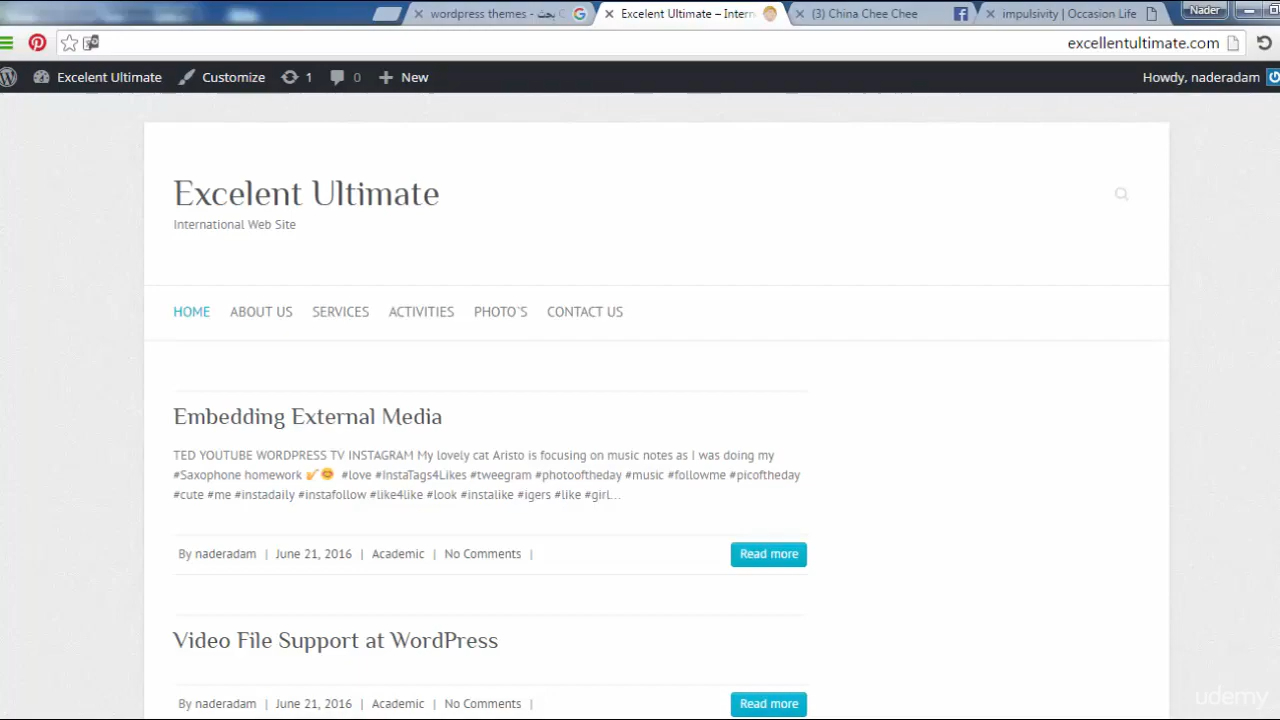 wordpress themes - بحث
Excelent Ultimate – Intern
(3) China Chee Chee
impulsivity | Occasion Life
Nader
excellentultimate.com
Excelent Ultimate
Customize
1
0
New
Howdy, naderadam
Excelent Ultimate
International Web Site
HOME
ABOUT US
SERVICES
ACTIVITIES
PHOTO`S
CONTACT US
Embedding External Media
TED YOUTUBE WORDPRESS TV INSTAGRAM My lovely cat Aristo is focusing on music notes as I was doing my
#Saxophone homework 🎷😊 #love #InstaTags4Likes #tweegram #photooftheday #music #followme #picoftheday
#cute #me #instadaily #instafollow #like4like #look #instalike #igers #like #girl...
By naderadam | June 21, 2016 | Academic | No Comments |
Read more
Video File Support at WordPress
By naderadam | June 21, 2016 | Academic | No Comments |
Read more
udemy